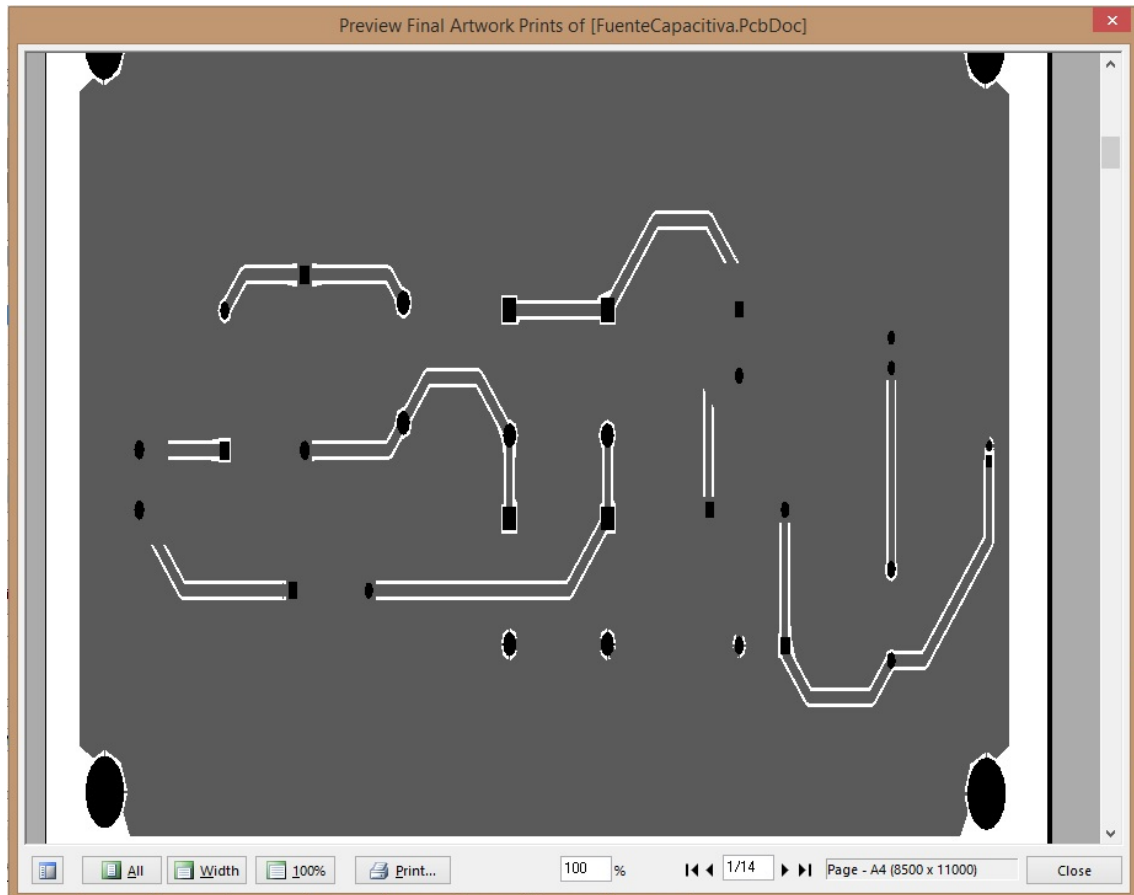 Preview Final Artwork Prints of [FuenteCapacitiva.PcbDoc]
All Width 100% Print... 100 % 1/14 Page - A4 (8500 x 11000) Close